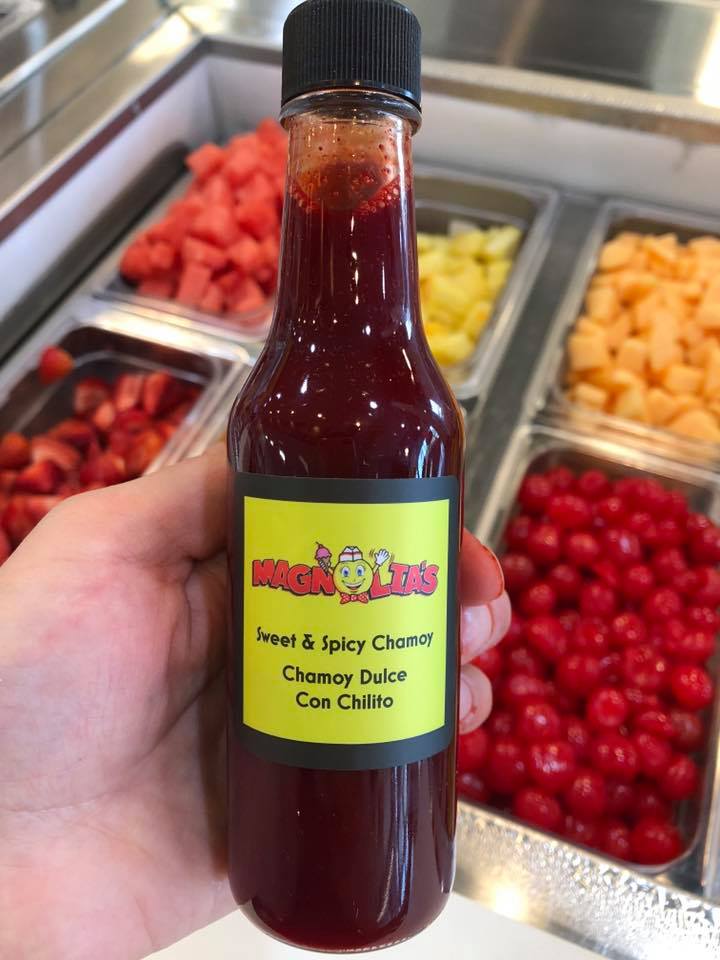 MAGNOLIA'S
Sweet & Spicy Chamoy
Chamoy Dulce
Con Chilito